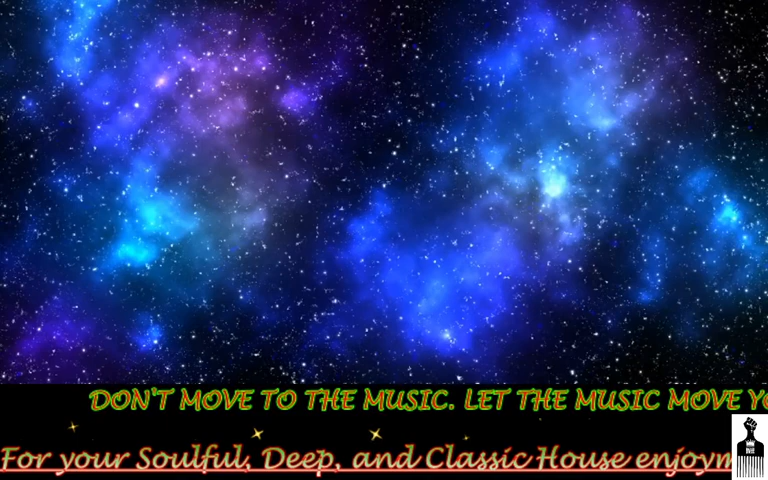 DON'T MOVE TO THE MUSIC. LET THE MUSIC MOVE
For your Soulful, Deep, and Classic House